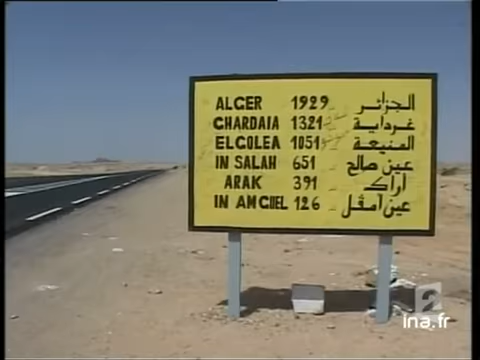 ALGER 1929 الجزائر
GHARDAIA 1321 غرداية
ELGOLEA 1051 المنيعة
IN SALAH 651 عين صالح
ARAK 391 أراك
IN AMGUEL 126 عين أمڤل
2
ina.fr